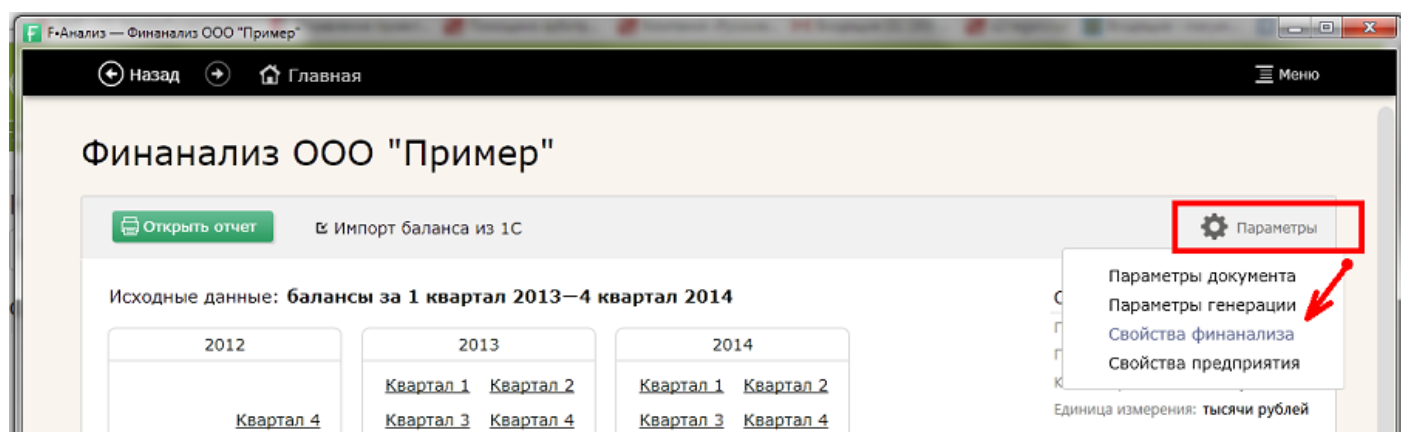 F•Анализ — Финанализ ООО "Пример"
Назад Главная Меню
Финанализ ООО "Пример"
Открыть отчет Импорт баланса из 1С Параметры
Параметры документа
Исходные данные: балансы за 1 квартал 2013—4 квартал 2014
Параметры генерации
2012 2013 2014
Свойства финанализа
Свойства предприятия
Квартал 1 Квартал 2 Квартал 1 Квартал 2
Единица измерения: тысячи рублей
Квартал 4 Квартал 3 Квартал 4 Квартал 3 Квартал 4